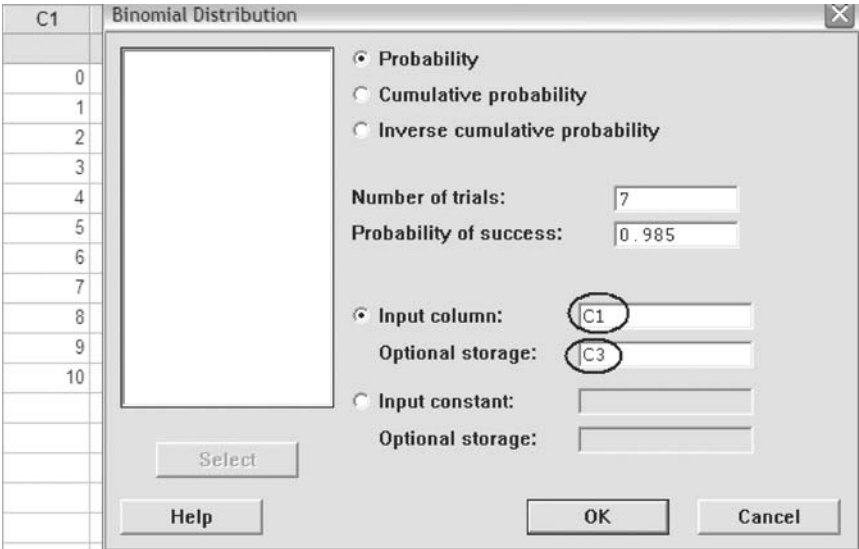 C1
0
1
2
3
4
5
6
7
8
9
10
Binomial Distribution
Probability
Cumulative probability
Inverse cumulative probability
Number of trials: 7
Probability of success: 0.985
Input column: C1
Optional storage: C3
Input constant:
Optional storage:
Select
Help OK Cancel